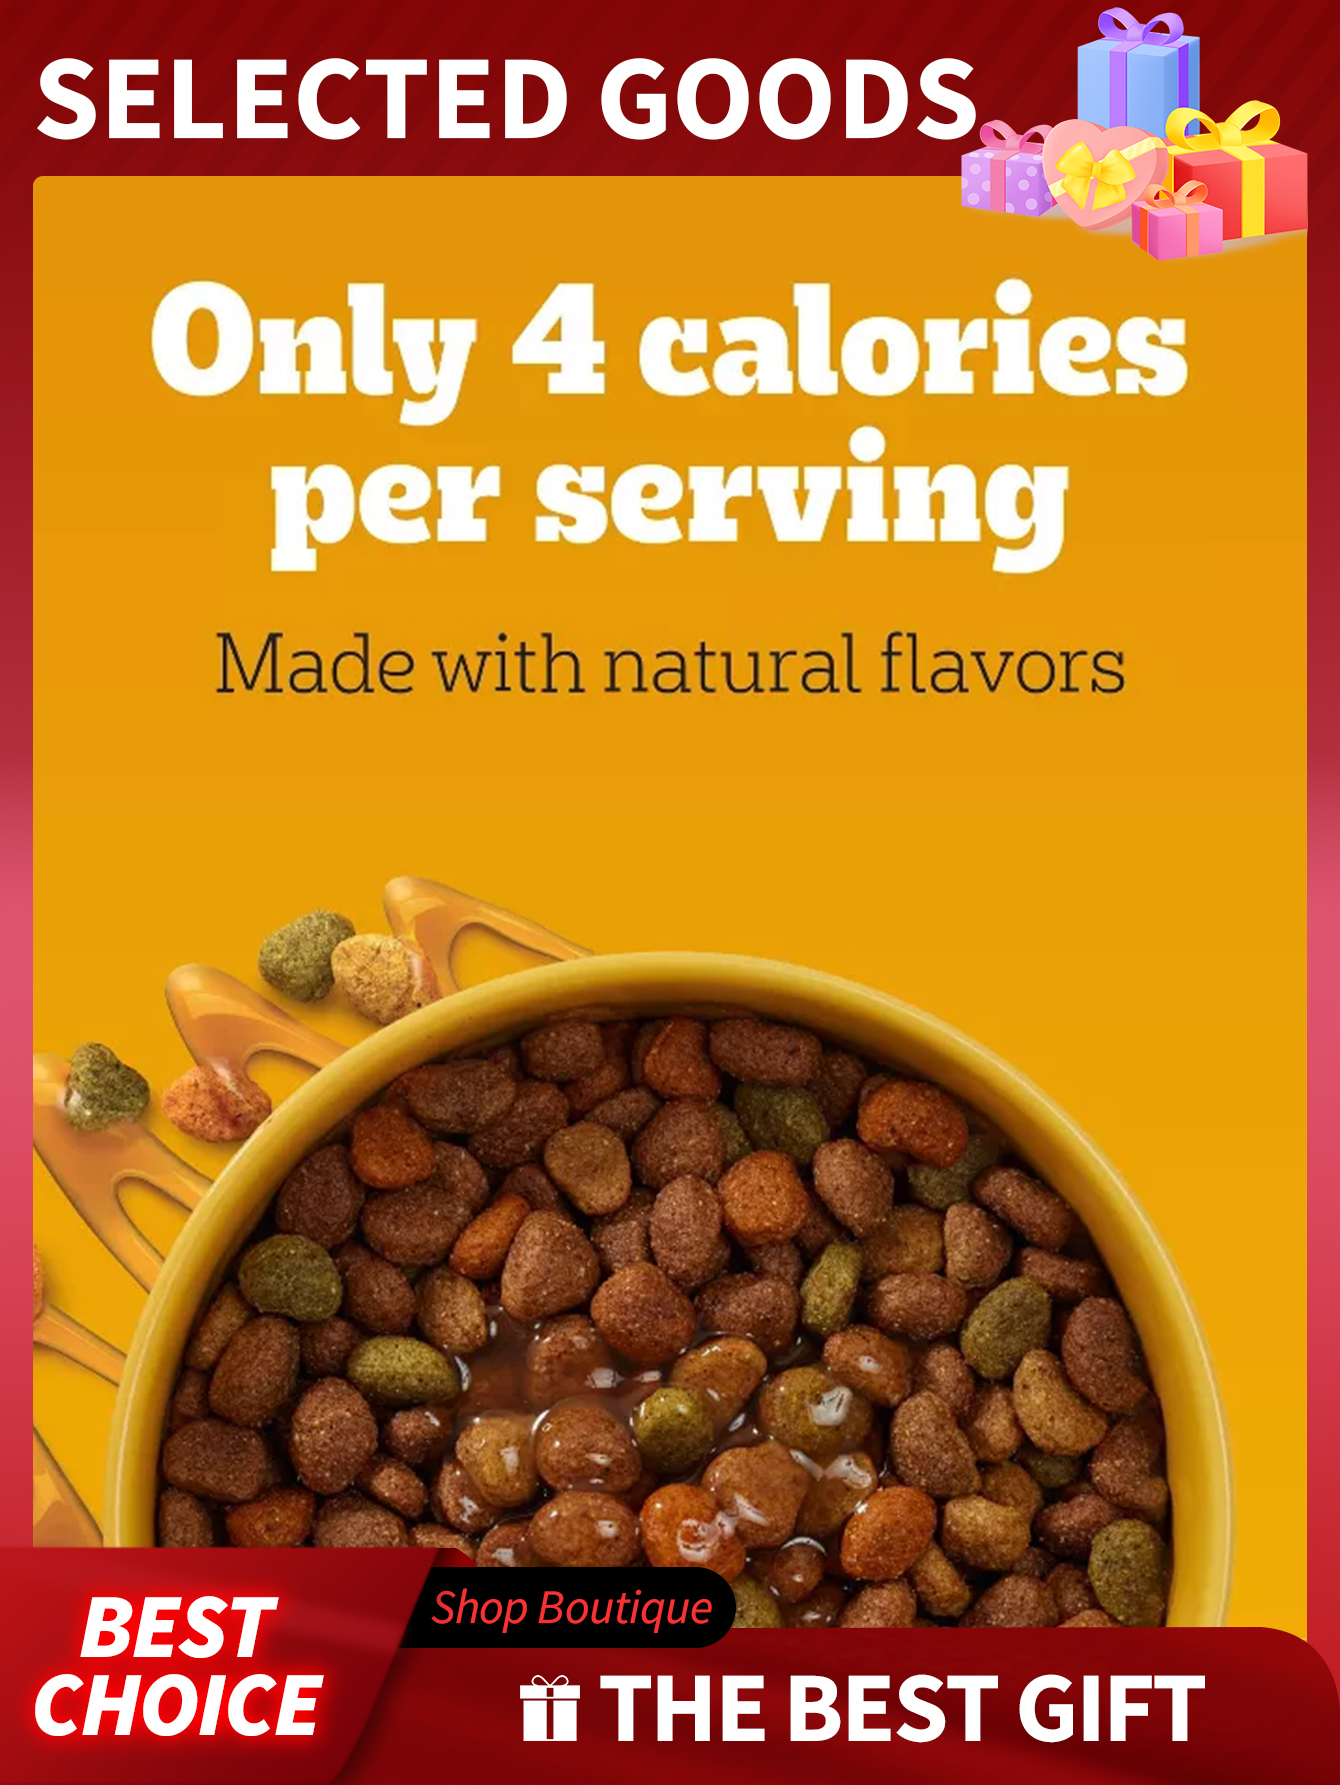 SELECTED GOODS
Only 4 calories
per serving
Made with natural flavors
Shop Boutique
BEST
CHOICE
THE BEST GIFT